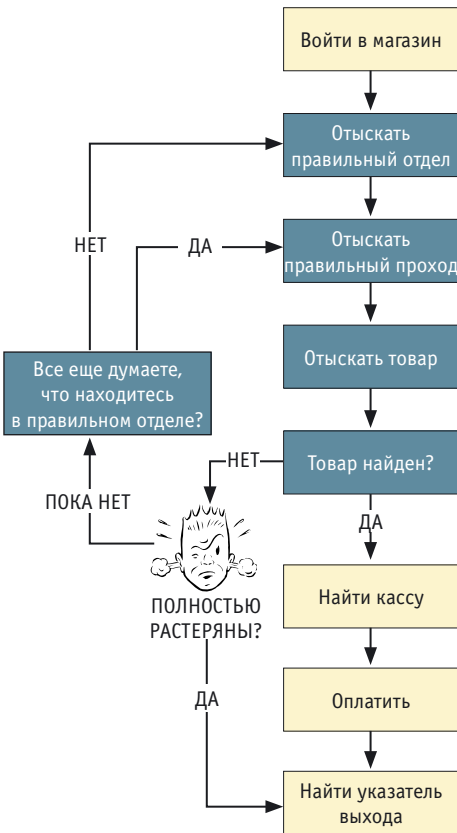 Войти в магазин
Отыскать
правильный отдел
НЕТ
ДА
Отыскать
правильный проход
Все еще думаете,
что находитесь
в правильном отделе?
Отыскать товар
НЕТ
Товар найден?
ПОКА НЕТ
ДА
ПОЛНОСТЬЮ
РАСТЕРЯНЫ?
Найти кассу
ДА
Оплатить
Найти указатель
выхода